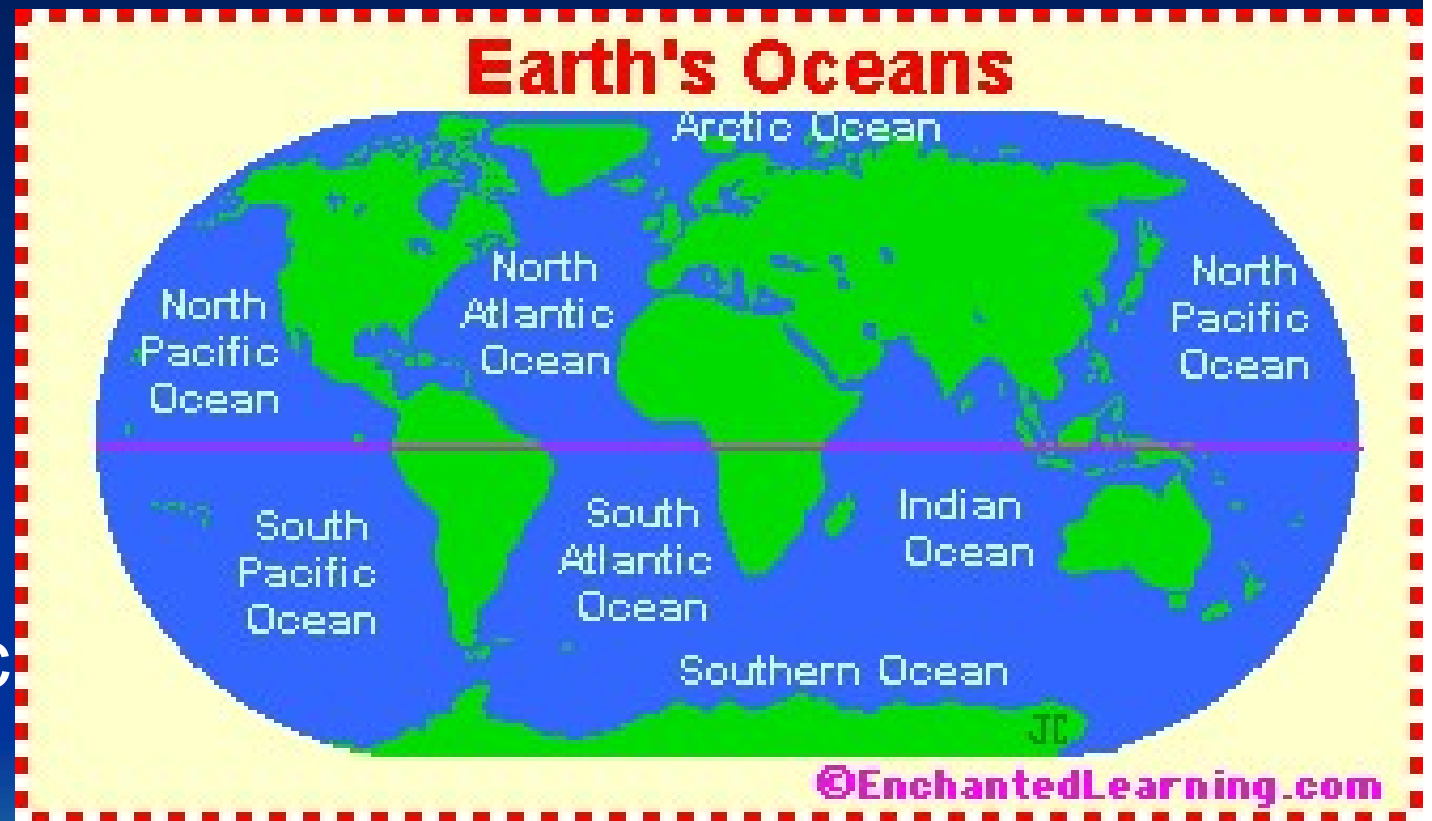 Earth's Oceans
Arctic Ocean
North
Pacific
Ocean
North
Atlantic
Ocean
North
Pacific
Ocean
South
Pacific
Ocean
South
Atlantic
Ocean
Indian
Ocean
Southern Ocean
JC
©EnchantedLearning.com